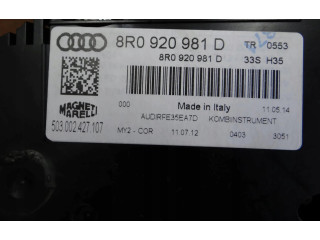 8R0 920 981 D TR 0553
8R0 920 981 D 33S H35
000 Made in Italy 11.05.14
MAGNETI
MARELLI
AUDIRFE35EA7D KOMBIINSTRUMENT
503.002.427.107
MY2 - COR 11.07.12 0403 3051